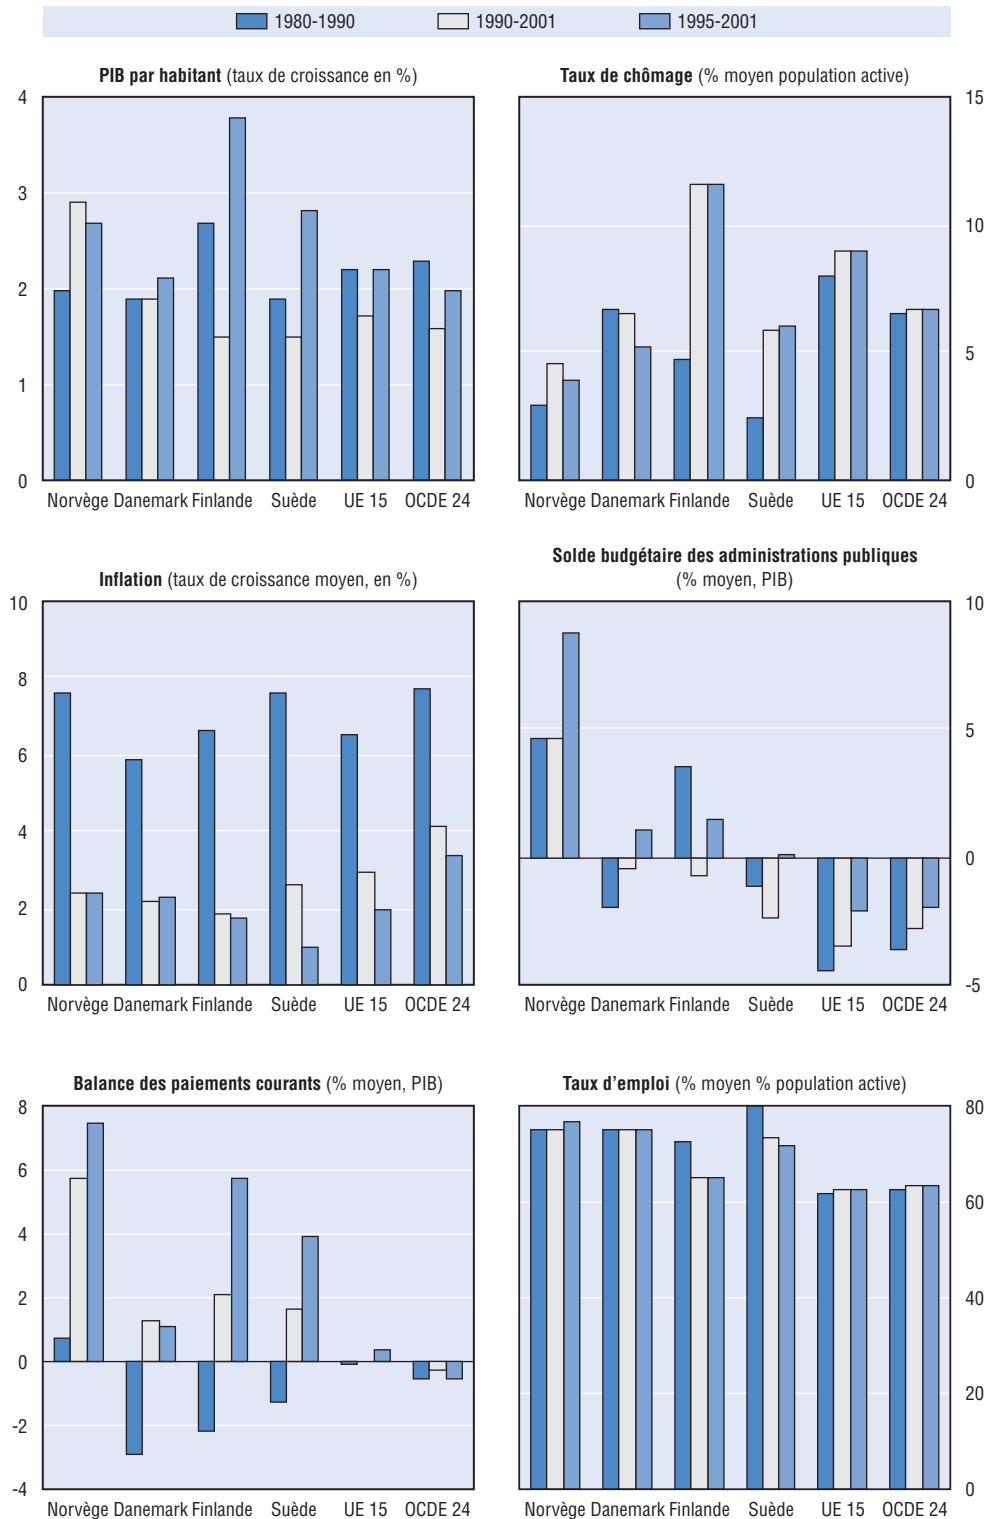 1980-1990 1990-2001 1995-2001
PIB par habitant (taux de croissance en %)
4
3
2
1
0
Norvège Danemark Finlande Suède UE 15 OCDE 24
Taux de chômage (% moyen population active)
15
10
5
0
Norvège Danemark Finlande Suède UE 15 OCDE 24
Inflation (taux de croissance moyen, en %)
10
8
6
4
2
0
Norvège Danemark Finlande Suède UE 15 OCDE 24
Solde budgétaire des administrations publiques
(% moyen, PIB)
10
5
0
-5
Norvège Danemark Finlande Suède UE 15 OCDE 24
Balance des paiements courants (% moyen, PIB)
8
6
4
2
0
-2
-4
Norvège Danemark Finlande Suède UE 15 OCDE 24
Taux d'emploi (% moyen % population active)
80
60
40
20
0
Norvège Danemark Finlande Suède UE 15 OCDE 24